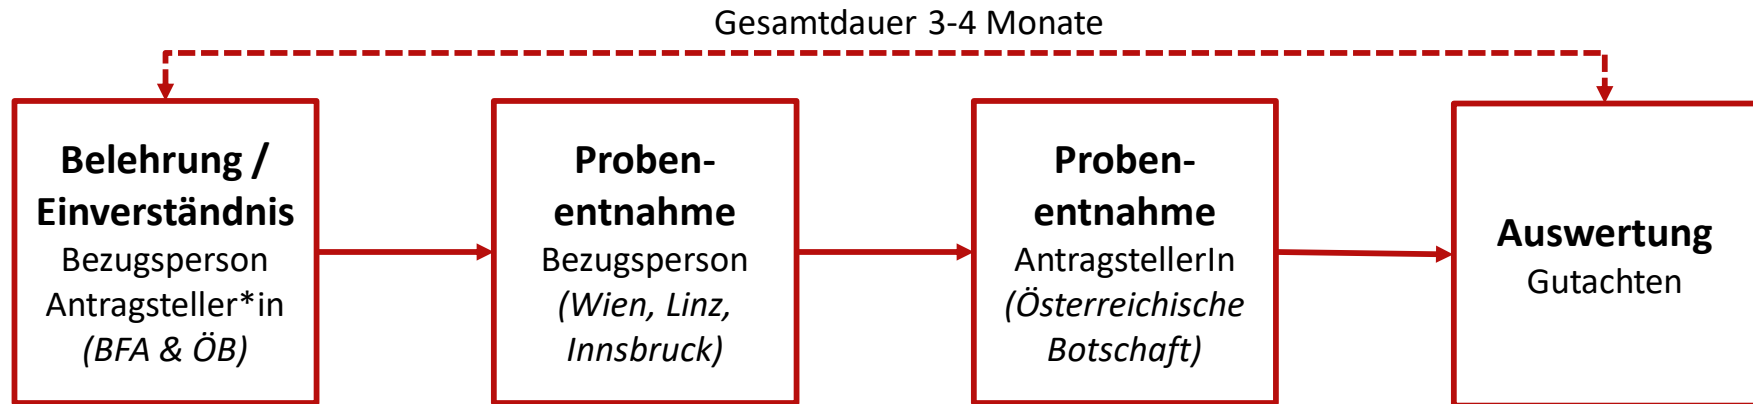 Gesamtdauer 3-4 Monate
Belehrung /
Einverständnis
Bezugsperson
Antragsteller*in
(BFA & ÖB)
Proben-
entnahme
Bezugsperson
(Wien, Linz,
Innsbruck)
Proben-
entnahme
AntragstellerIn
(Österreichische
Botschaft)
Auswertung
Gutachten